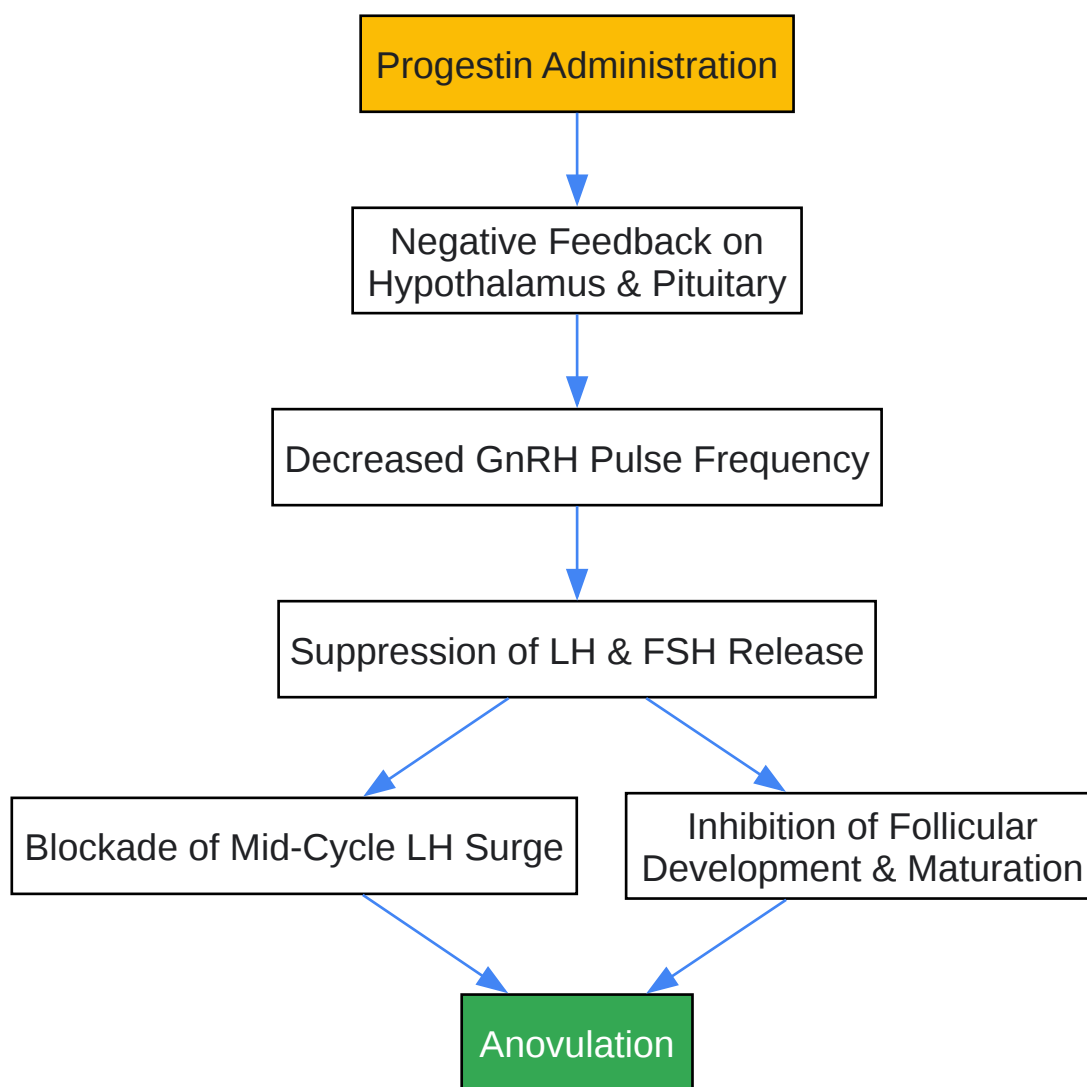 Progestin Administration
Negative Feedback on
Hypothalamus & Pituitary
Decreased GnRH Pulse Frequency
Suppression of LH & FSH Release
Blockade of Mid-Cycle LH Surge
Inhibition of Follicular
Development & Maturation
Anovulation